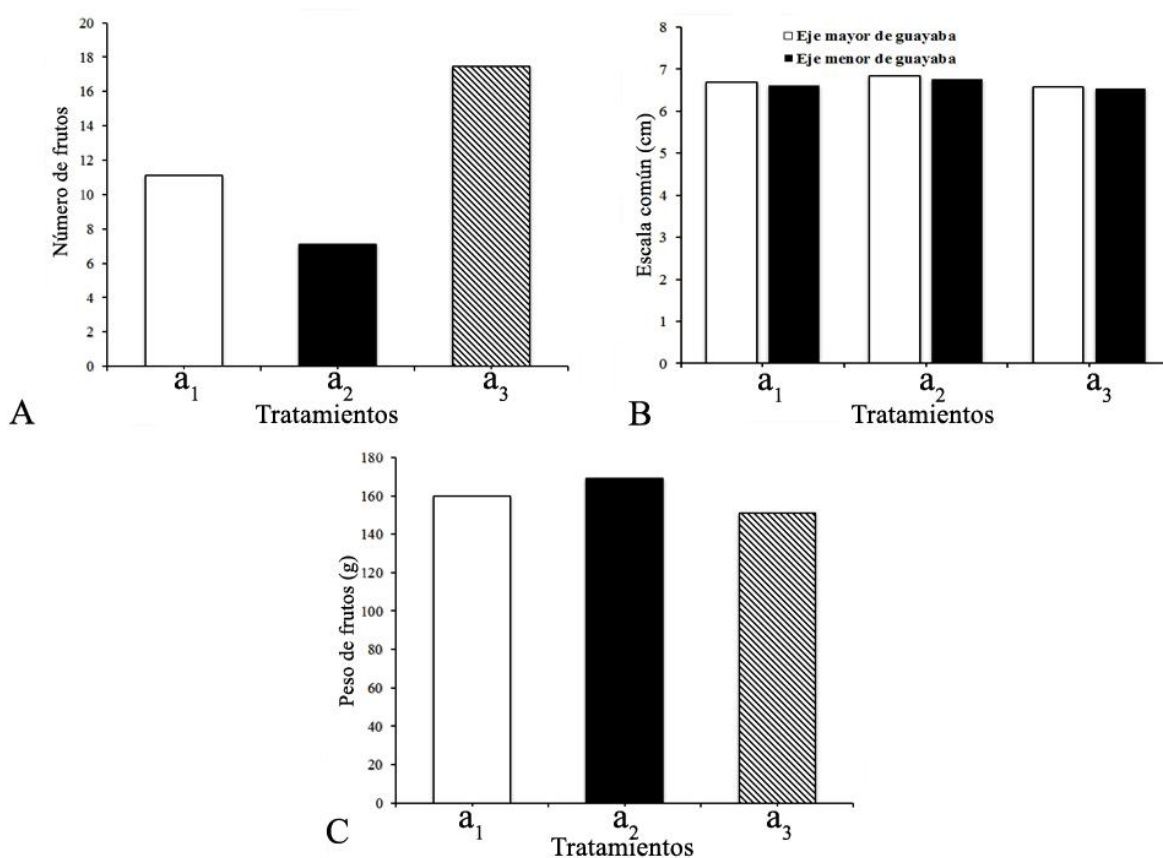 20
18
16
14
12
10
8
6
4
2
0
Número de frutos
a1
a2
a3
Tratamientos
A
8
7
6
5
4
3
2
1
0
Escala común (cm)
Eje mayor de guayaba
Eje menor de guayaba
a1
a2
a3
Tratamientos
B
180
160
140
120
100
80
60
40
20
0
Peso de frutos (g)
a1
a2
a3
Tratamientos
C